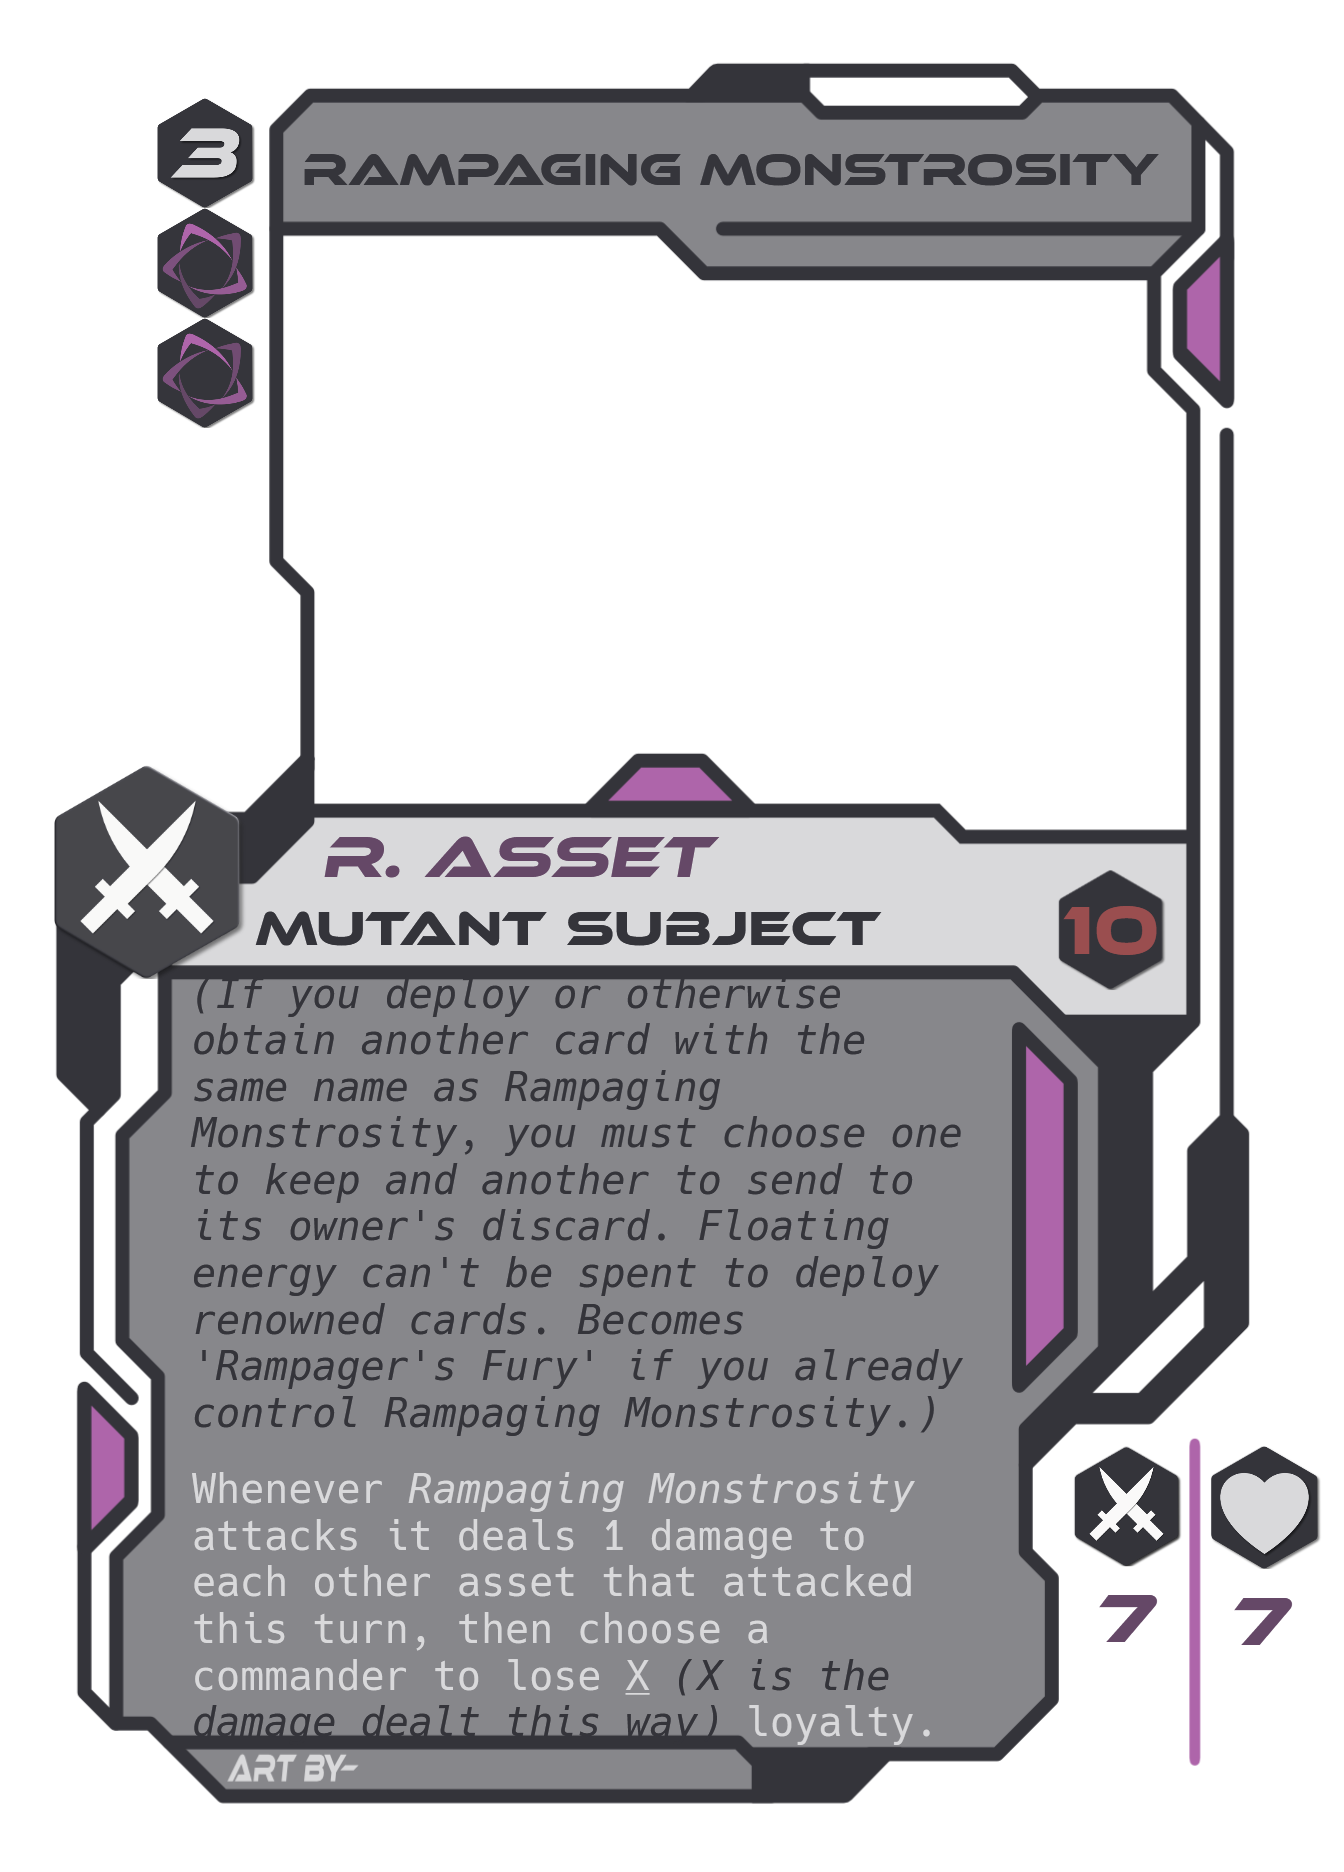 3
RAMPAGING MONSTROSITY
R. ASSET
MUTANT SUBJECT
10
(If you deploy or otherwise
obtain another card with the
same name as Rampaging
Monstrosity, you must choose one
to keep and another to send to
its owner's discard. Floating
energy can't be spent to deploy
renowned cards. Becomes
'Rampager's Fury' if you already
control Rampaging Monstrosity.)
Whenever Rampaging Monstrosity
attacks it deals 1 damage to
each other asset that attacked
this turn, then choose a
commander to lose X (X is the
damage dealt this way) loyalty.
7
7
ART BY-